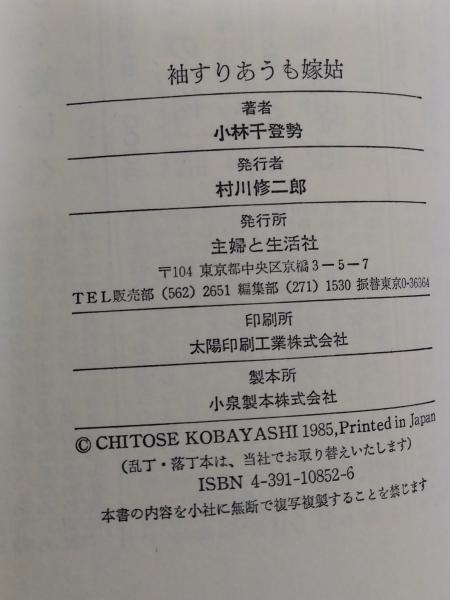 袖すりあうも嫁姑
著者
小林千登勢
発行者
村川修二郎
発行所
主婦と生活社
〒104 東京都中央区京橋3-5-7
TEL販売部(562)2651 編集部(271)1530 振替東京0-36364
印刷所
太陽印刷工業株式会社
製本所
小泉製本株式会社
© CHITOSE KOBAYASHI 1985, Printed in Japan
(乱丁・落丁本は、当社でお取り替えいたします)
ISBN 4-391-10852-6
本書の内容を小社に無断で複写複製することを禁じます